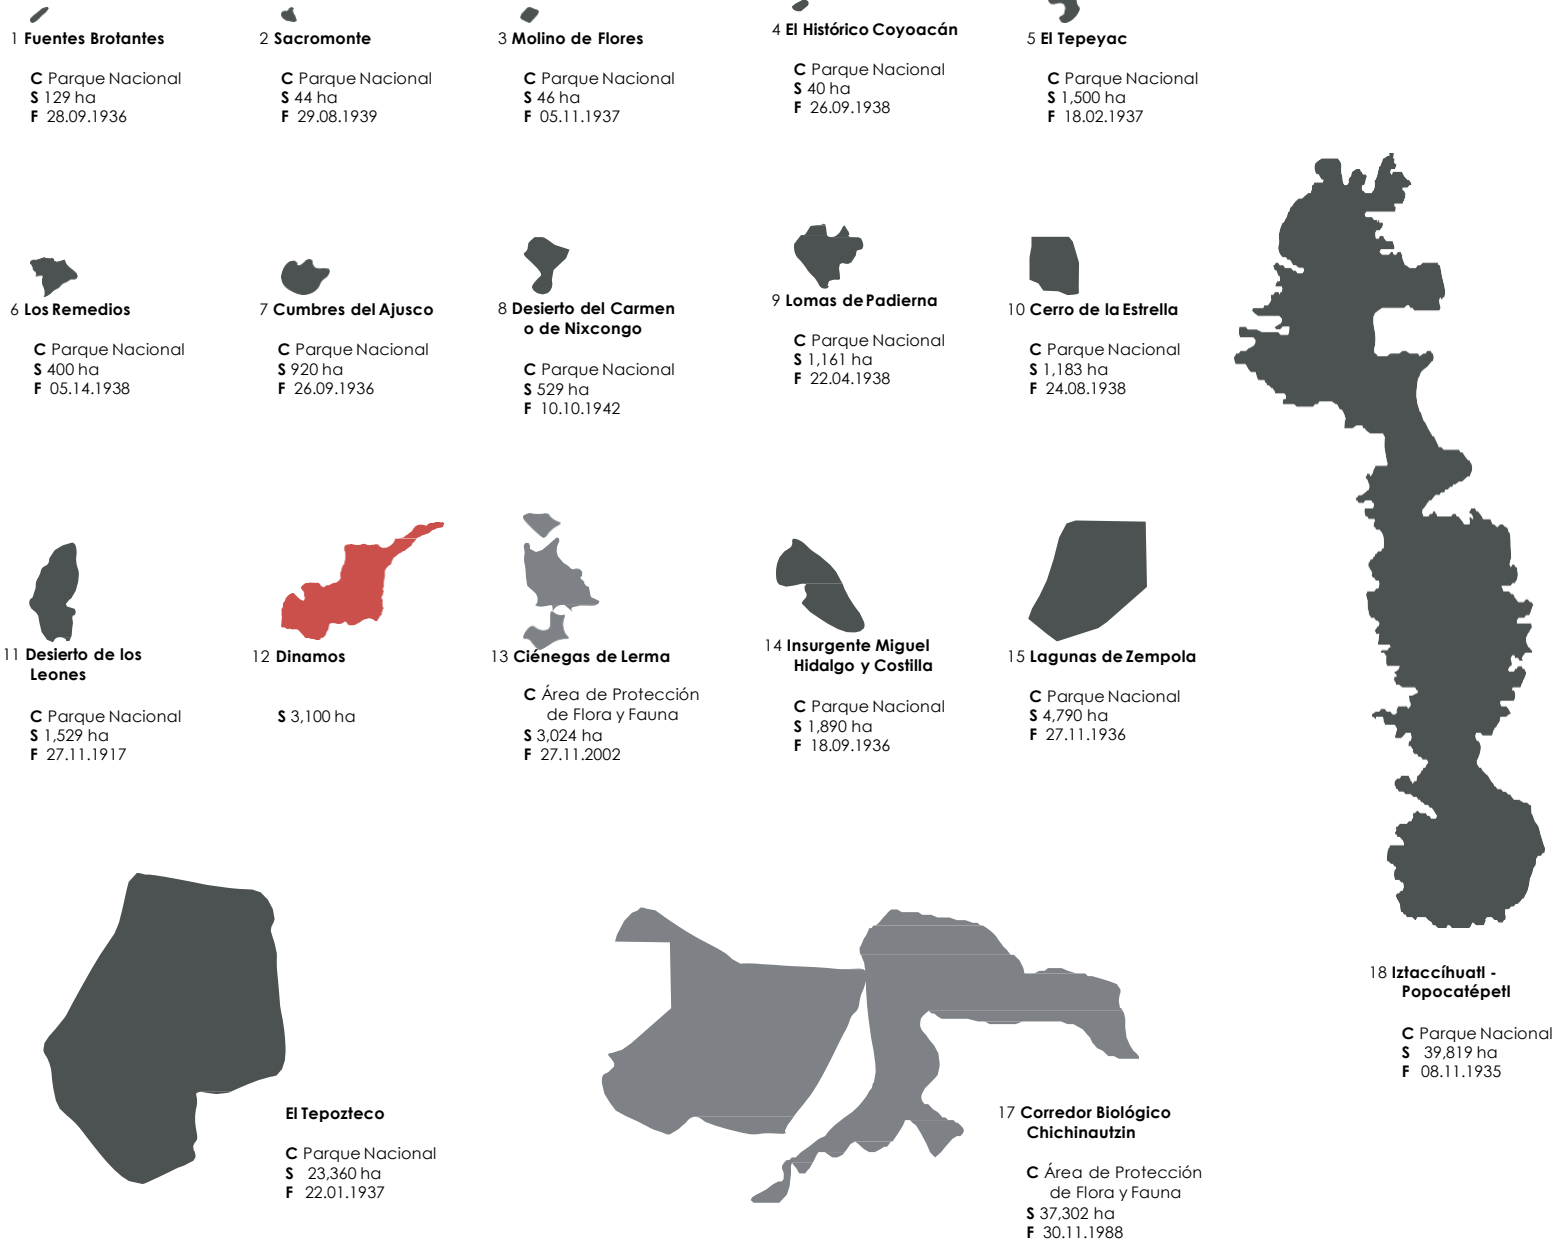 1 Fuentes Brotantes
C Parque Nacional
S 129 ha
F 28.09.1936
2 Sacromonte
C Parque Nacional
S 44 ha
F 29.08.1939
3 Molino de Flores
C Parque Nacional
S 46 ha
F 05.11.1937
4 El Histórico Coyoacán
C Parque Nacional
S 40 ha
F 26.09.1938
5 El Tepeyac
C Parque Nacional
S 1,500 ha
F 18.02.1937
6 Los Remedios
C Parque Nacional
S 400 ha
F 05.14.1938
7 Cumbres del Ajusco
C Parque Nacional
S 920 ha
F 26.09.1936
8 Desierto del Carmen
o de Nixcongo
C Parque Nacional
S 529 ha
F 10.10.1942
9 Lomas de Padierna
C Parque Nacional
S 1,161 ha
F 22.04.1938
10 Cerro de la Estrella
C Parque Nacional
S 1,183 ha
F 24.08.1938
11 Desierto de los
Leones
C Parque Nacional
S 1,529 ha
F 27.11.1917
12 Dinamos
S 3,100 ha
13 Ciénegas de Lerma
C Área de Protección
de Flora y Fauna
S 3,024 ha
F 27.11.2002
14 Insurgente Miguel
Hidalgo y Costilla
C Parque Nacional
S 1,890 ha
F 18.09.1936
15 Lagunas de Zempola
C Parque Nacional
S 4,790 ha
F 27.11.1936
El Tepozteco
C Parque Nacional
S 23,360 ha
F 22.01.1937
17 Corredor Biológico
Chichinautzin
C Área de Protección
de Flora y Fauna
S 37,302 ha
F 30.11.1988
18 Iztaccíhuatl -
Popocatépetl
C Parque Nacional
S 39,819 ha
F 08.11.1935